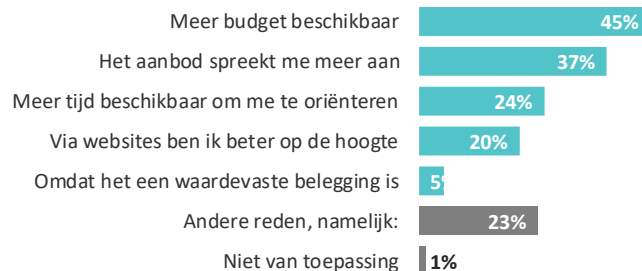 Meer budget beschikbaar 45%
Het aanbod spreekt me meer aan 37%
Meer tijd beschikbaar om me te oriënteren 24%
Via websites ben ik beter op de hoogte 20%
Omdat het een waardevaste belegging is 5%
Andere reden, namelijk: 23%
Niet van toepassing 1%